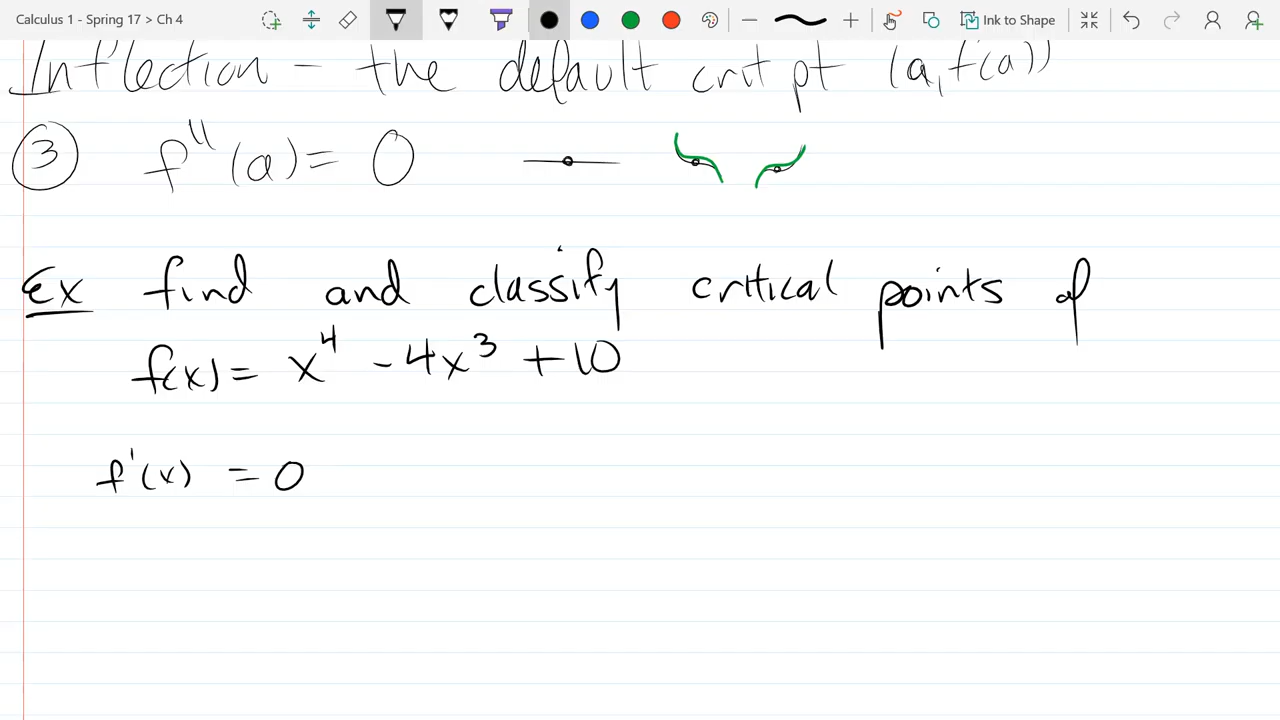 Calculus 1 - Spring 17 > Ch 4
Ink to Shape
Inflection - the default crit pt (a, f(a))
3 f''(a) = 0
Ex find and classify critical points of
f(x) = x⁴ - 4x³ + 10
f'(x) = 0